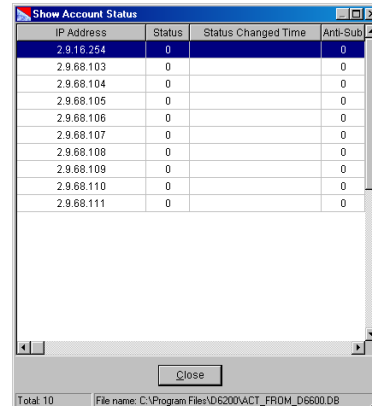 Show Account Status
IP Address Status Status Changed Time Anti-Sub
2.9.16.254 0 0
2.9.68.103 0 0
2.9.68.104 0 0
2.9.68.105 0 0
2.9.68.106 0 0
2.9.68.107 0 0
2.9.68.108 0 0
2.9.68.109 0 0
2.9.68.110 0 0
2.9.68.111 0 0
Close
Total: 10 File name: C:\Program Files\D6200\ACT_FROM_D6600.DB